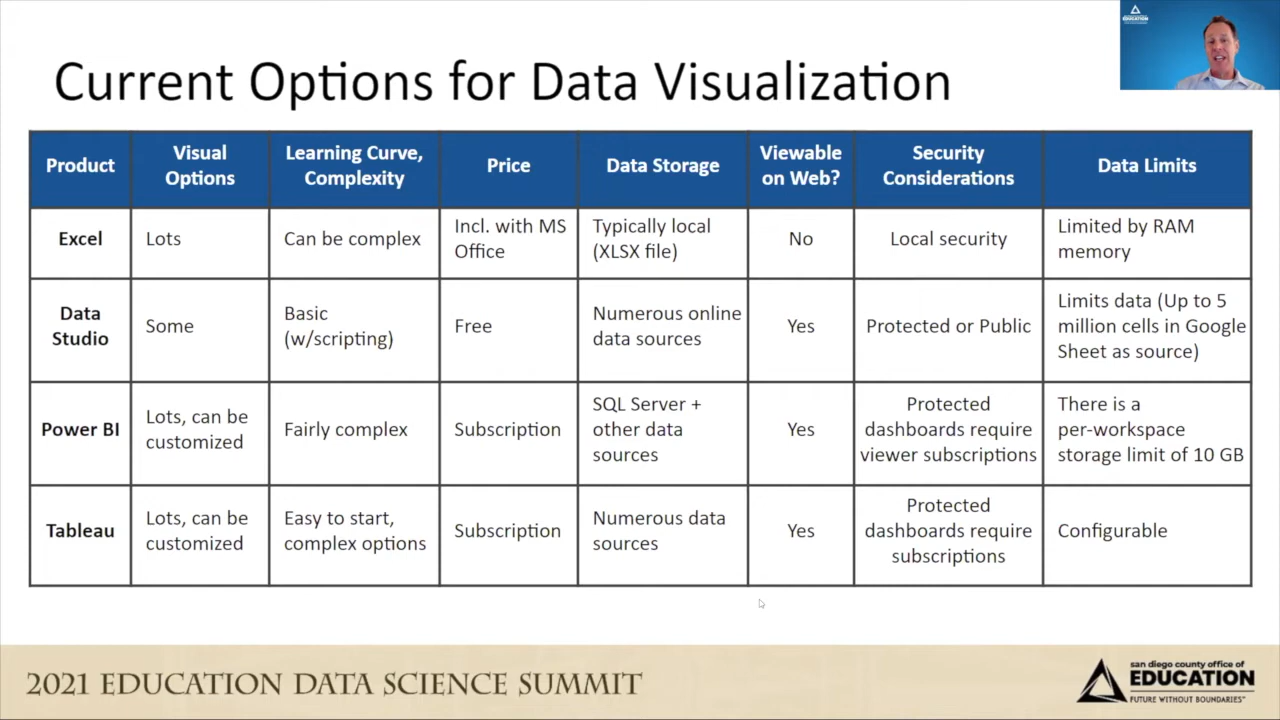 EDUCATION
Current Options for Data Visualization
Product
Visual
Options
Learning Curve,
Complexity
Price
Data Storage
Viewable
on Web?
Security
Considerations
Data Limits
Excel
Lots
Can be complex
Incl. with MS
Office
Typically local
(XLSX file)
No
Local security
Limited by RAM
memory
Data
Studio
Some
Basic
(w/scripting)
Free
Numerous online
data sources
Yes
Protected or Public
Limits data (Up to 5
million cells in Google
Sheet as source)
Power BI
Lots, can be
customized
Fairly complex
Subscription
SQL Server +
other data
sources
Yes
Protected
dashboards require
viewer subscriptions
There is a
per-workspace
storage limit of 10 GB
Tableau
Lots, can be
customized
Easy to start,
complex options
Subscription
Numerous data
sources
Yes
Protected
dashboards require
subscriptions
Configurable
2021 EDUCATION DATA SCIENCE SUMMIT
san diego county office of
EDUCATION
FUTURE WITHOUT BOUNDARIES™